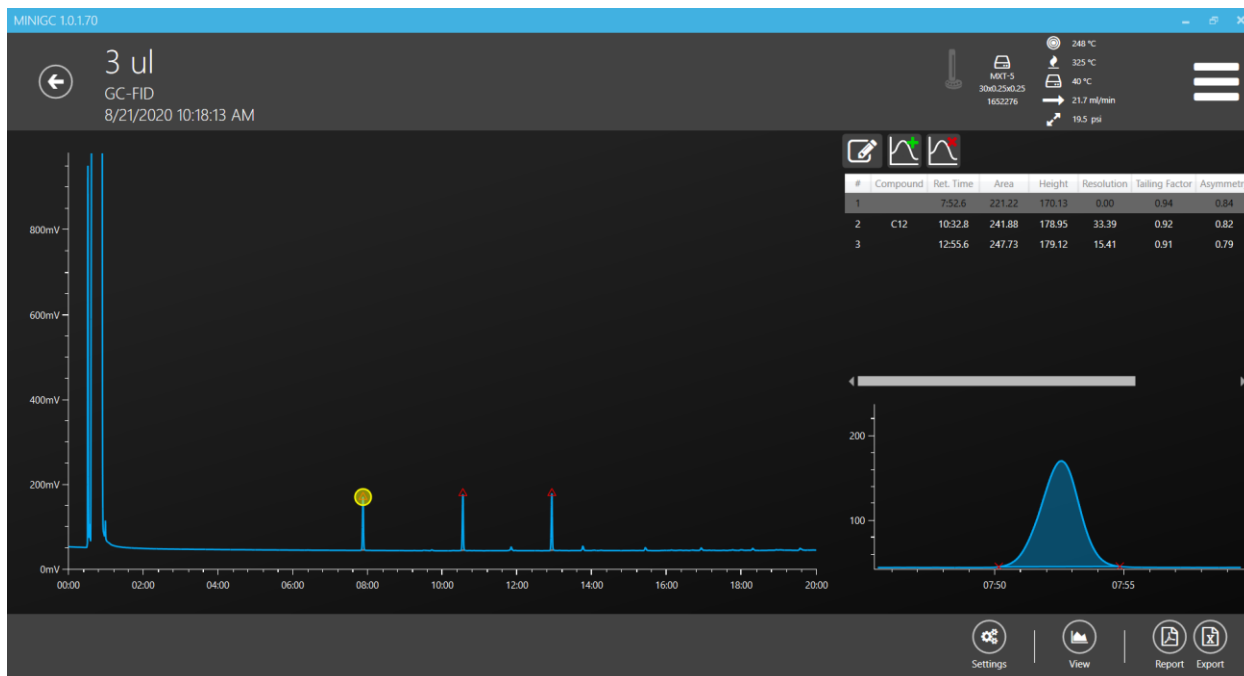 MINIGC 1.0.1.70
3 ul
GC-FID
8/21/2020 10:18:13 AM
MXT-5
30x0.25x0.25
1652276
248 °C
325 °C
40 °C
21.7 ml/min
19.5 psi
# Compound Ret. Time Area Height Resolution Tailing Factor Asymmetr
1 7:52.6 221.22 170.13 0.00 0.94 0.84
2 C12 10:32.8 241.88 178.95 33.39 0.92 0.82
3 12:55.6 247.73 179.12 15.41 0.91 0.79
800mV
600mV
400mV
200mV
0mV
00:00 02:00 04:00 06:00 08:00 10:00 12:00 14:00 16:00 18:00 20:00
200
100
07:50 07:55
Settings View Report Export